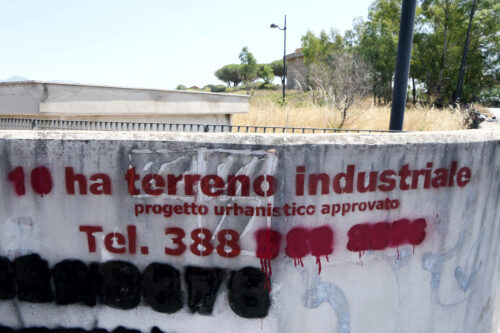 10 ha terreno industriale
progetto urbanistico approvato
Tel. 388